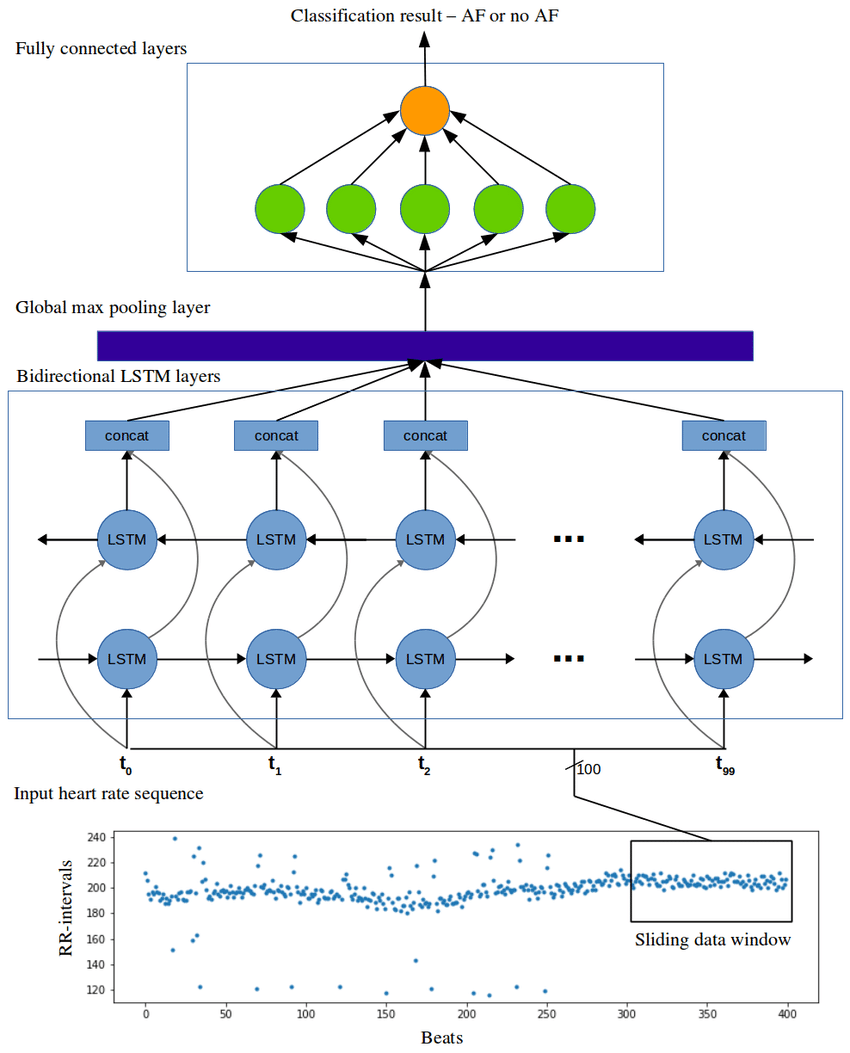 Classification result – AF or no AF
Fully connected layers
Global max pooling layer
Bidirectional LSTM layers
concat concat concat concat
LSTM LSTM LSTM ... LSTM
LSTM LSTM LSTM ... LSTM
t0 t1 t2 t99
100
Input heart rate sequence
240
220
200
180
160
140
120
RR-intervals
Sliding data window
0 50 100 150 200 250 300 350 400
Beats